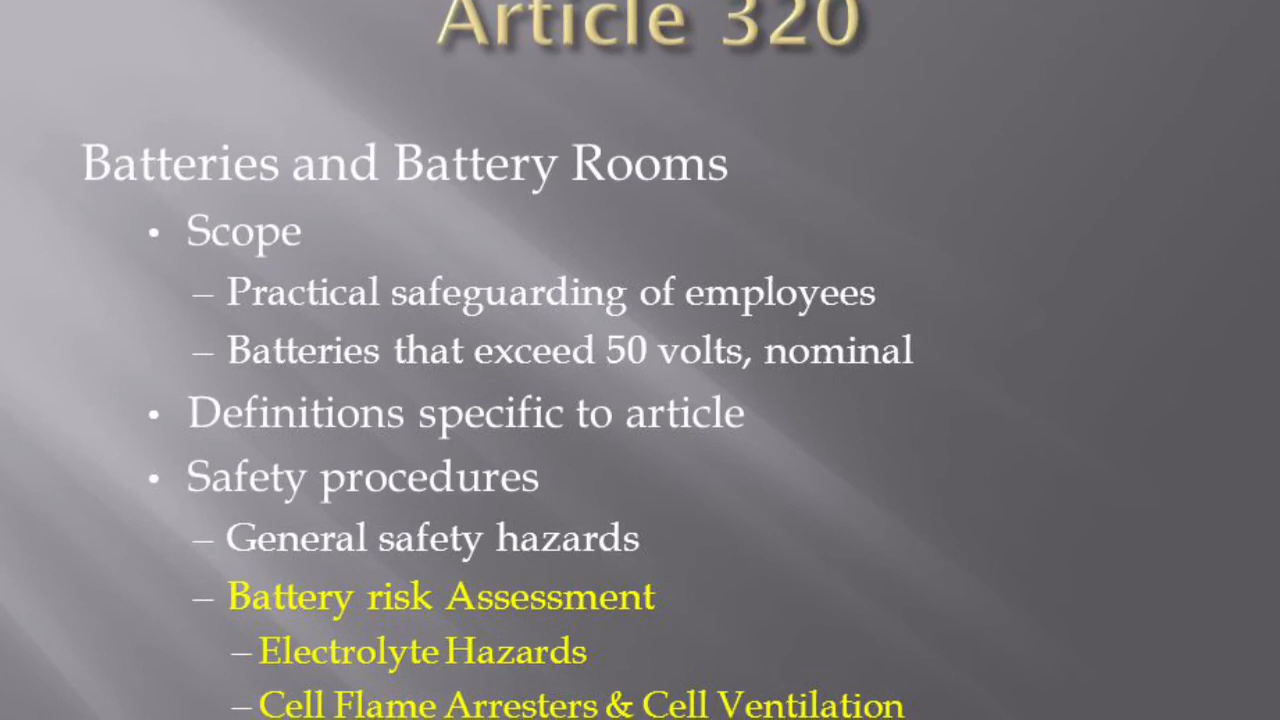 Article 320
Batteries and Battery Rooms
• Scope
– Practical safeguarding of employees
– Batteries that exceed 50 volts, nominal
• Definitions specific to article
• Safety procedures
– General safety hazards
– Battery risk Assessment
– Electrolyte Hazards
– Cell Flame Arresters & Cell Ventilation